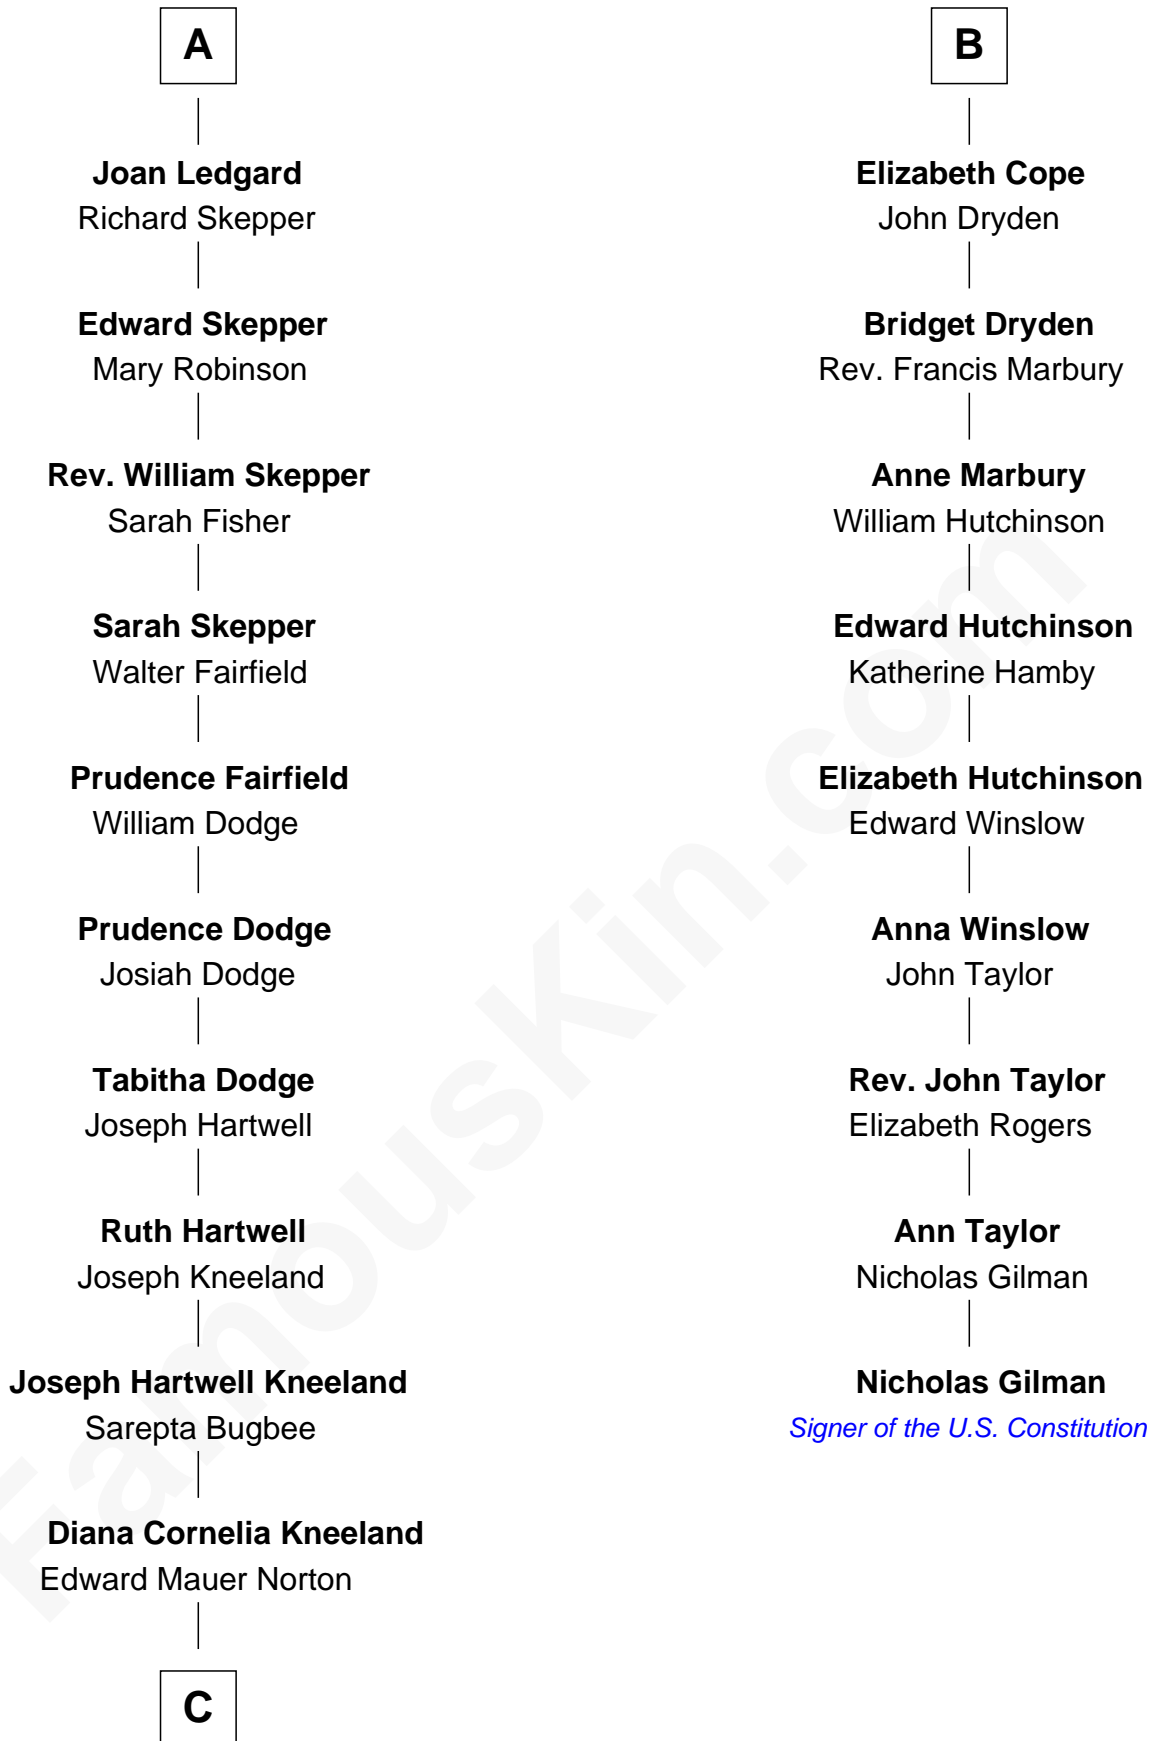 A
Joan Ledgard
Richard Skepper
Edward Skepper
Mary Robinson
Rev. William Skepper
Sarah Fisher
Sarah Skepper
Walter Fairfield
Prudence Fairfield
William Dodge
Prudence Dodge
Josiah Dodge
Tabitha Dodge
Joseph Hartwell
Ruth Hartwell
Joseph Kneeland
Joseph Hartwell Kneeland
Sarepta Bugbee
Diana Cornelia Kneeland
Edward Mauer Norton
C
B
Elizabeth Cope
John Dryden
Bridget Dryden
Rev. Francis Marbury
Anne Marbury
William Hutchinson
Edward Hutchinson
Katherine Hamby
Elizabeth Hutchinson
Edward Winslow
Anna Winslow
John Taylor
Rev. John Taylor
Elizabeth Rogers
Ann Taylor
Nicholas Gilman
Nicholas Gilman
Signer of the U.S. Constitution
FamousKin.com